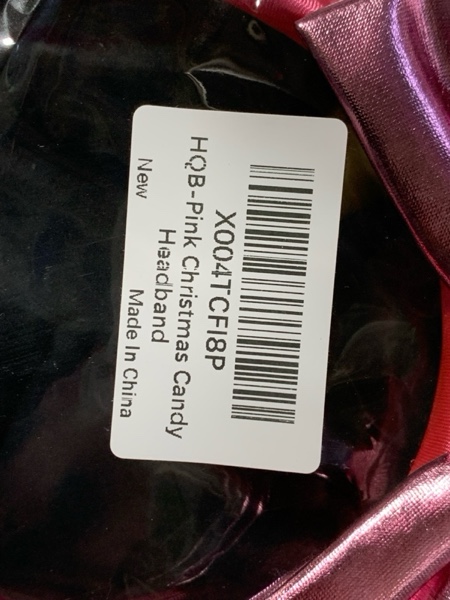 X004TCFI8P
HQB-Pink Christmas Candy
Headband
New
Made In China